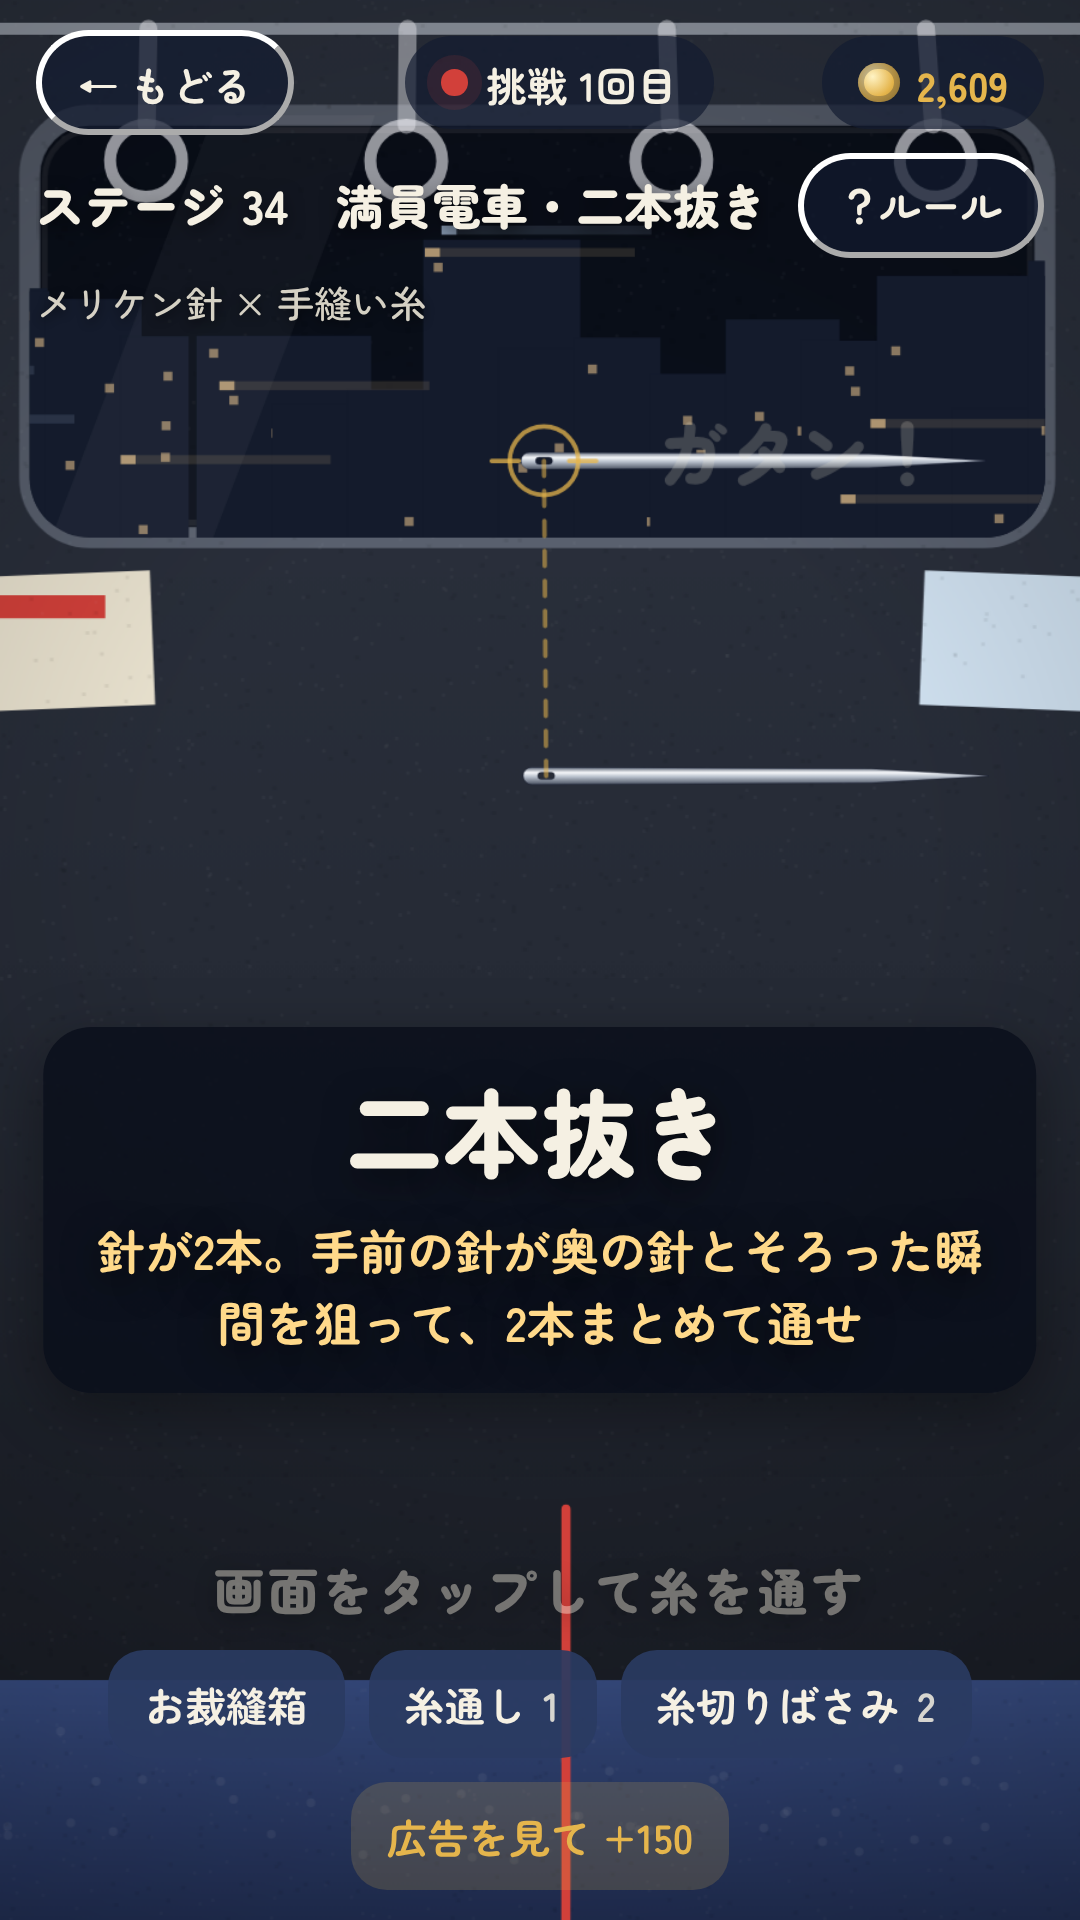 ← もどる
挑戦 1回目
2,609
ステージ 34 満員電車・二本抜き
?ルール
メリケン針 × 手縫い糸
ガタン!
二本抜き
針が2本。手前の針が奥の針とそろった瞬
間を狙って、2本まとめて通せ
画面をタップして糸を通す
お裁縫箱
糸通し 1
糸切りばさみ 2
広告を見て +150